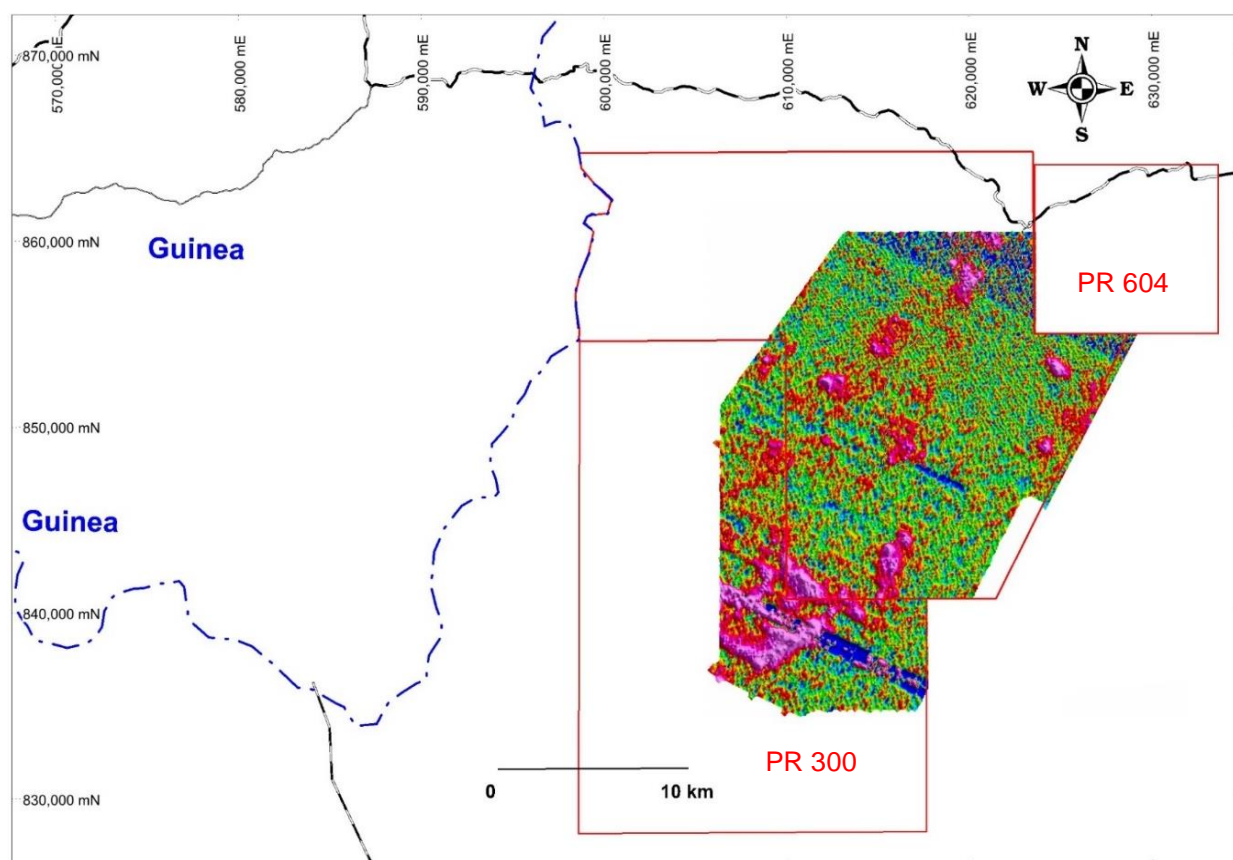 570,000 mE
580,000 mE
590,000 mE
600,000 mE
610,000 mE
620,000 mE
630,000 mE
870,000 mN
N
W
E
S
860,000 mN
Guinea
PR 604
850,000 mN
Guinea
840,000 mN
PR 300
0
10 km
830,000 mN